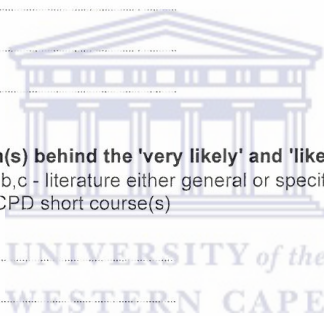 n(s) behind the 'very likely' and 'like
b,c - literature either general or specif
CPD short course(s)
UNIVERSITY of the
WESTERN CAPE